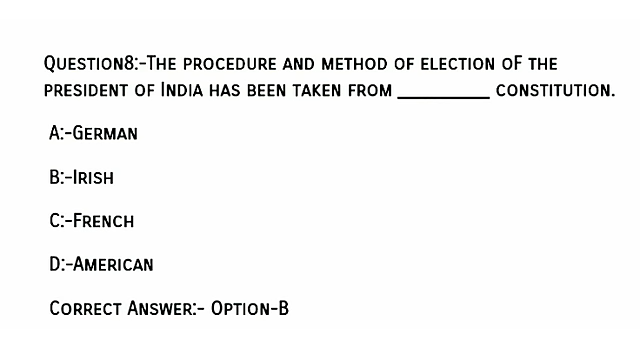 Question8:-The procedure and method of election oF the
president of India has been taken from __________ constitution.
A:-German
B:-Irish
C:-French
D:-American
Correct Answer:- Option-B